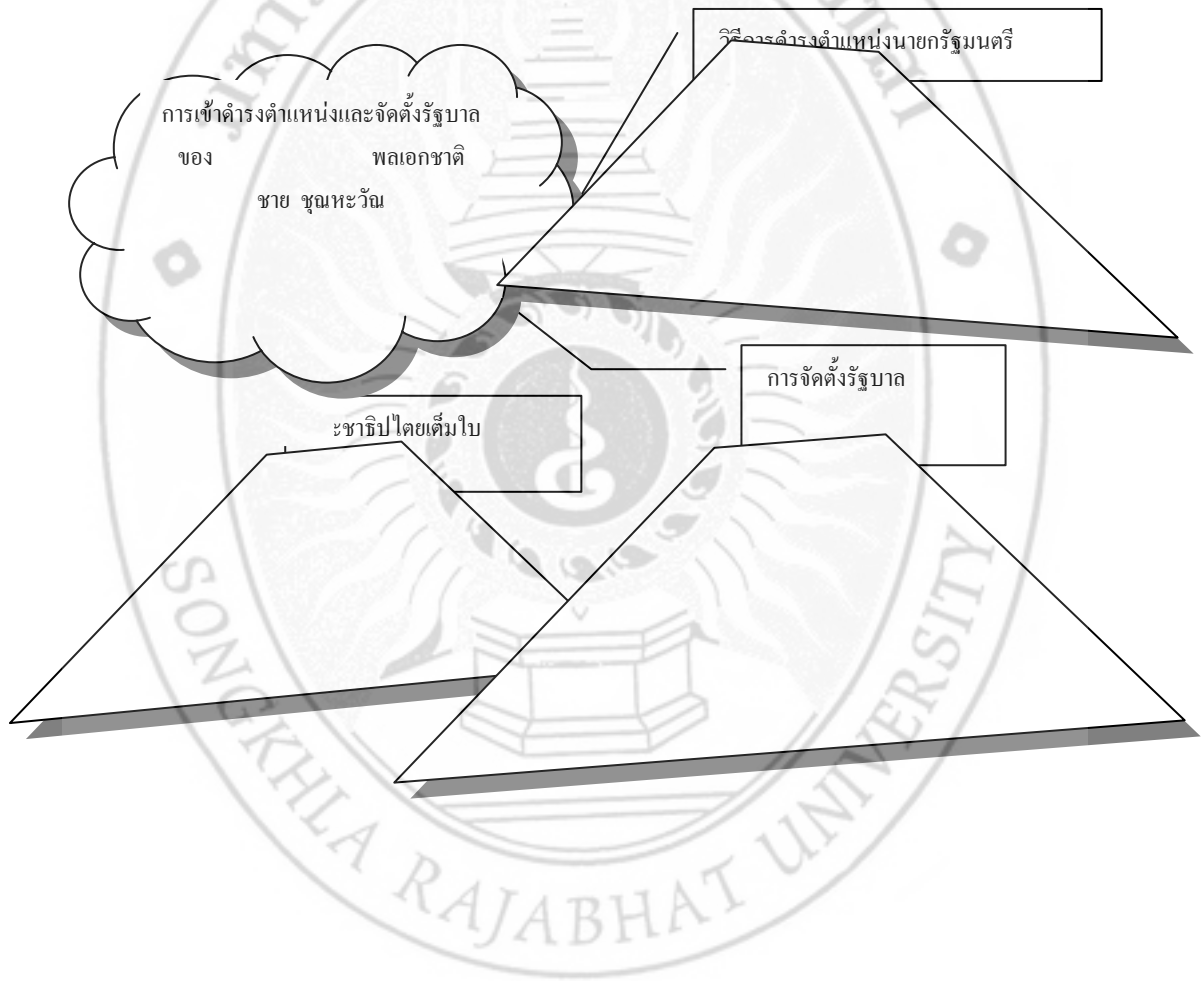 วิธีการดำรงตำแหน่งนายกรัฐมนตรี
การเข้าดำรงตำแหน่งและจัดตั้งรัฐบาล
ของ พลเอกชาติ
ชาย ชุณหะวัณ
การจัดตั้งรัฐบาล
ะชาธิปไตยเต็มใบ
SONGKHLA RAJABHAT UNIVERSITY